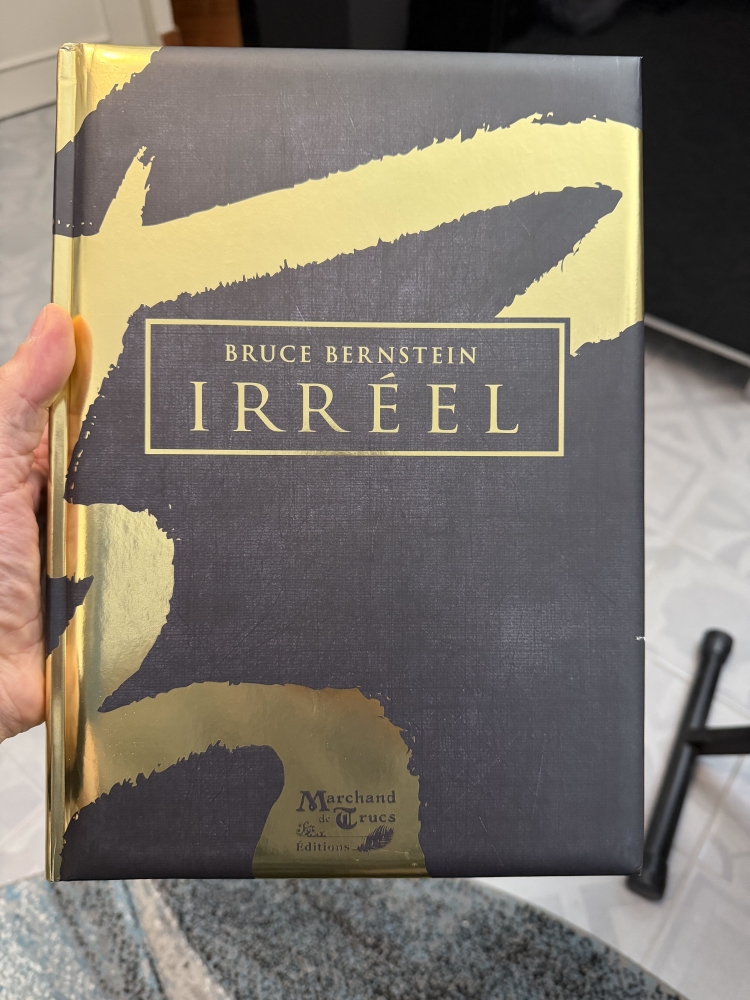 BRUCE BERNSTEIN
IRRÉEL
Marchand
de Trucs
Éditions